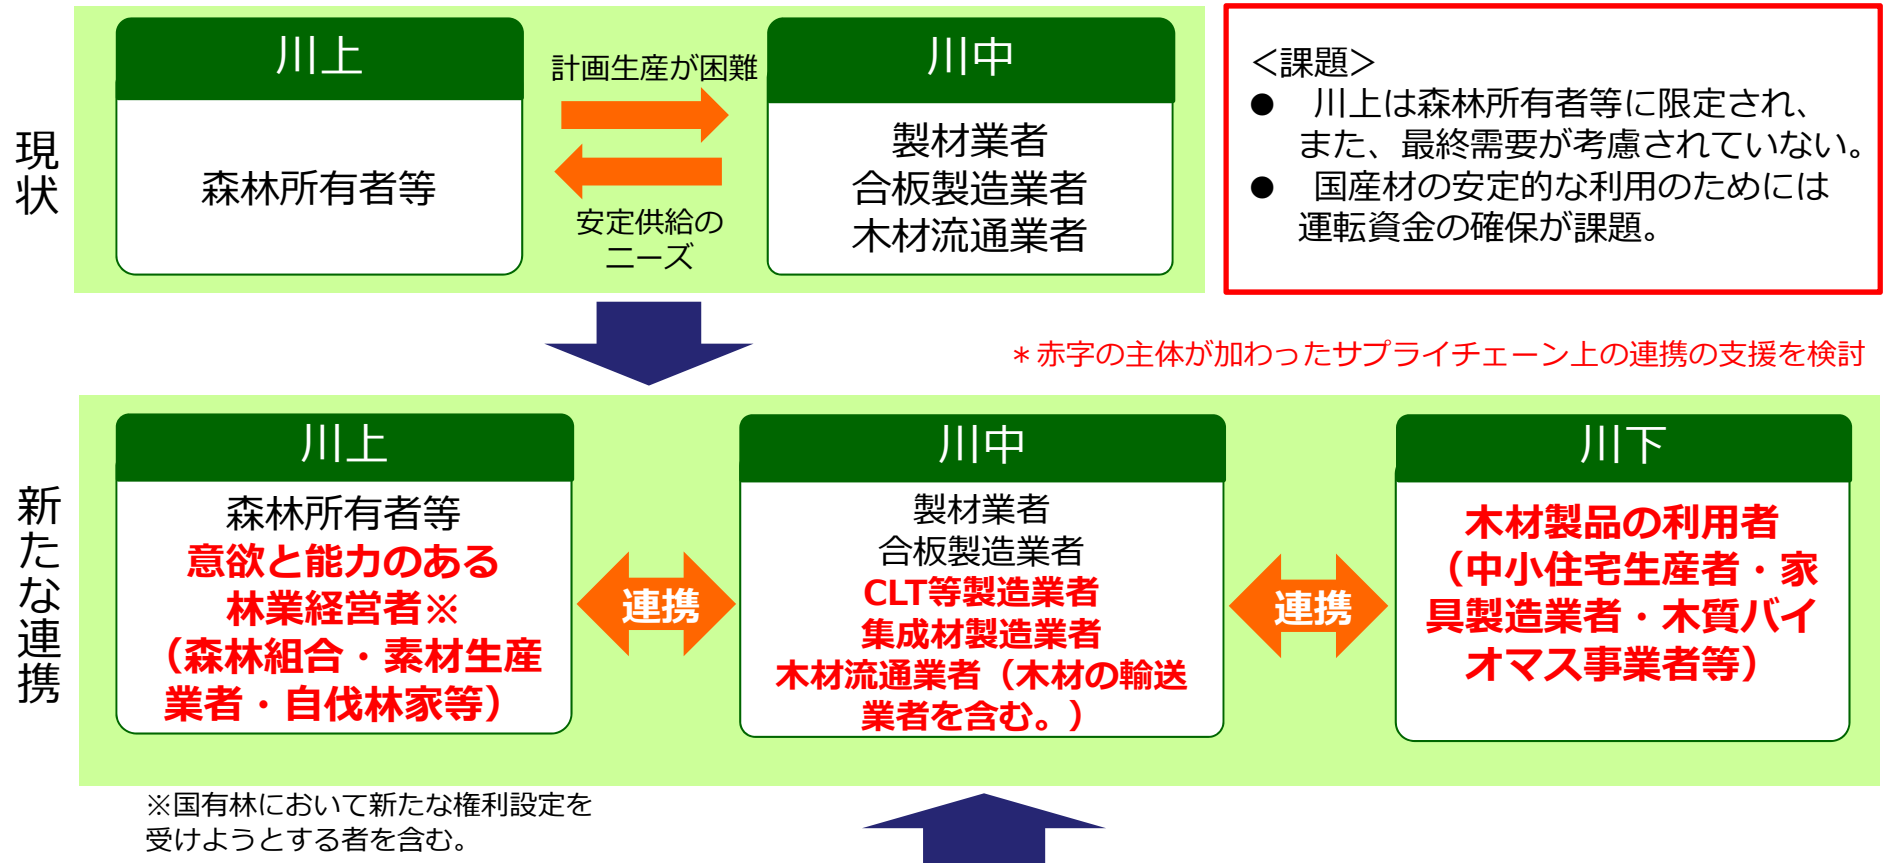 現状
川上
森林所有者等
計画生産が困難
安定供給の
ニーズ
川中
製材業者
合板製造業者
木材流通業者
＜課題＞
●　川上は森林所有者等に限定され、
また、最終需要が考慮されていない。
●　国産材の安定的な利用のためには
運転資金の確保が課題。
＊赤字の主体が加わったサプライチェーン上の連携の支援を検討
新たな連携
川上
森林所有者等
意欲と能力のある
林業経営者※
（森林組合・素材生産
業者・自伐林家等）
連携
川中
製材業者
合板製造業者
CLT等製造業者
集成材製造業者
木材流通業者（木材の輸送
業者を含む。）
連携
川下
木材製品の利用者
（中小住宅生産者・家
具製造業者・木質バイ
オマス事業者等）
※国有林において新たな権利設定を
受けようとする者を含む。